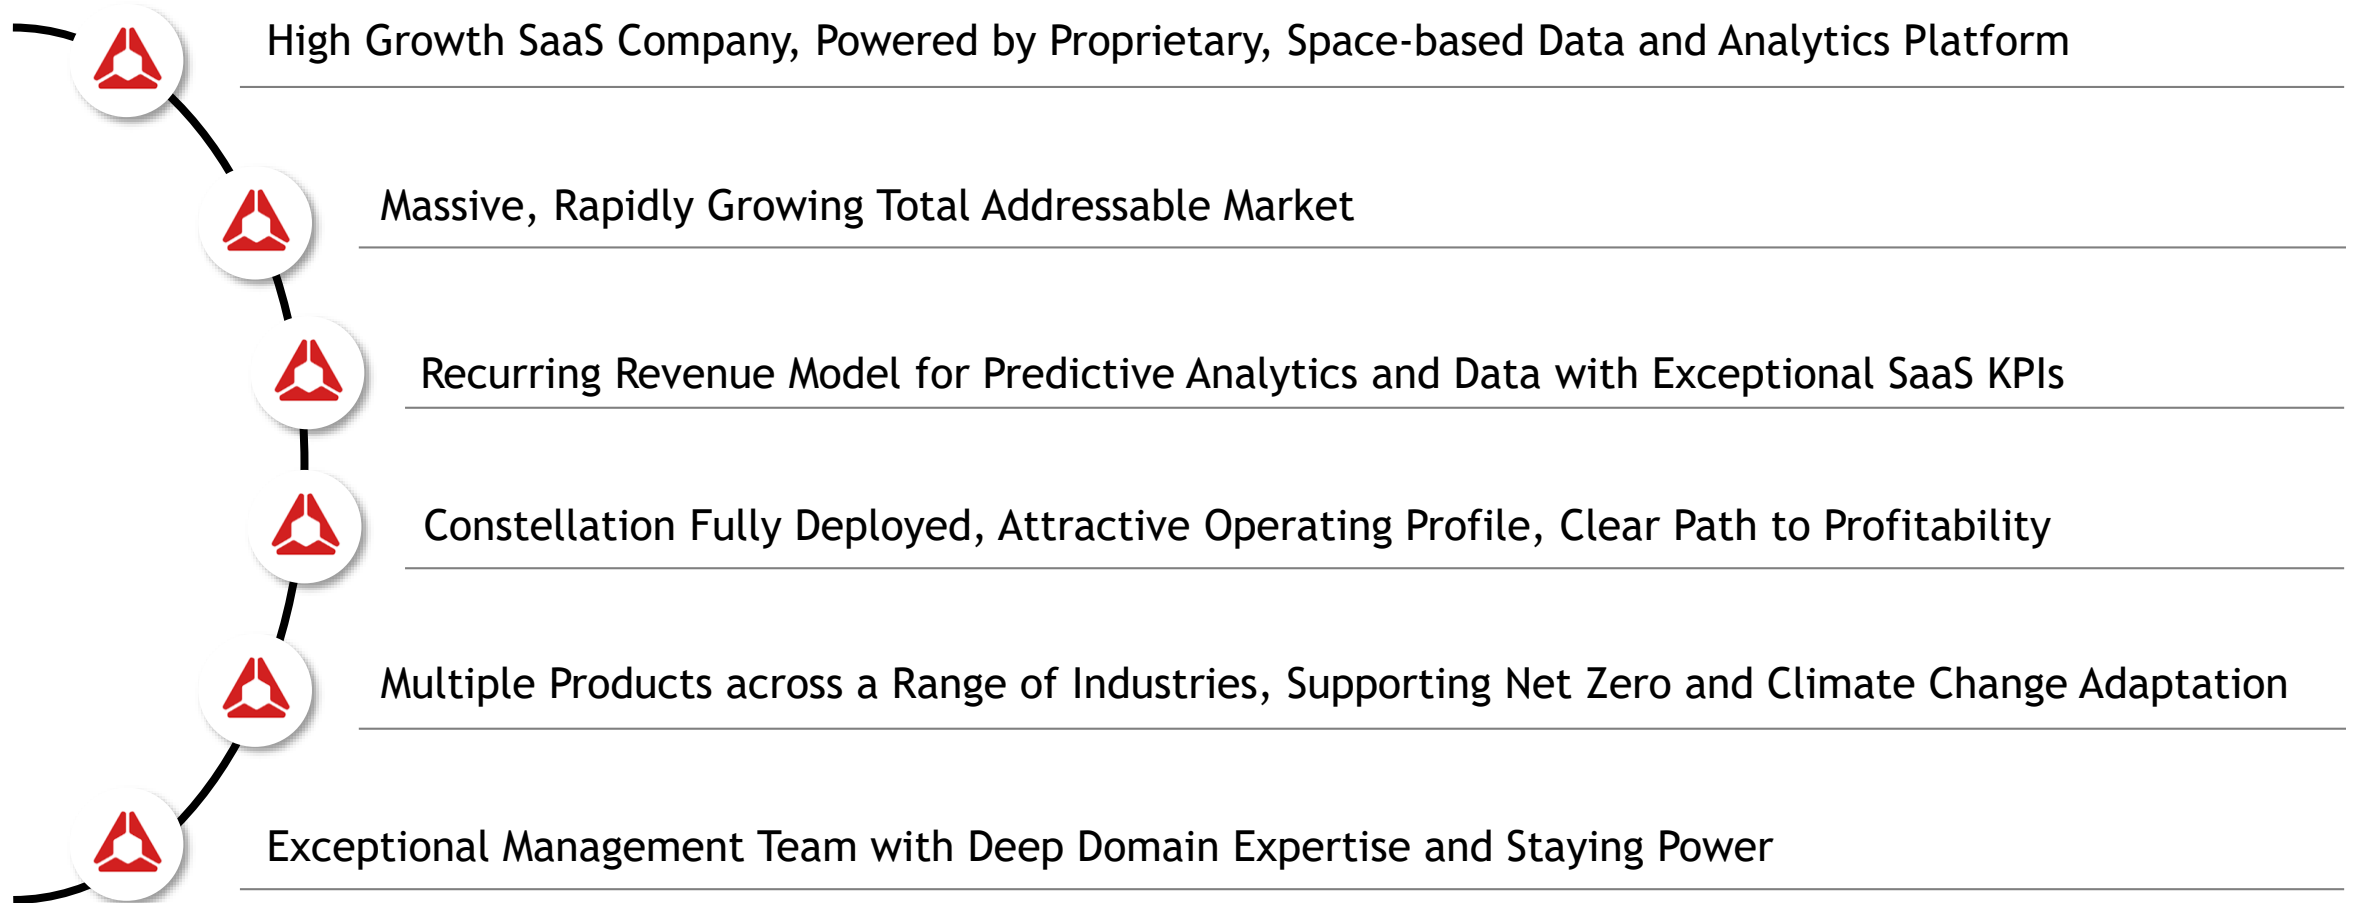 High Growth SaaS Company, Powered by Proprietary, Space-based Data and Analytics Platform
Massive, Rapidly Growing Total Addressable Market
Recurring Revenue Model for Predictive Analytics and Data with Exceptional SaaS KPIs
Constellation Fully Deployed, Attractive Operating Profile, Clear Path to Profitability
Multiple Products across a Range of Industries, Supporting Net Zero and Climate Change Adaptation
Exceptional Management Team with Deep Domain Expertise and Staying Power